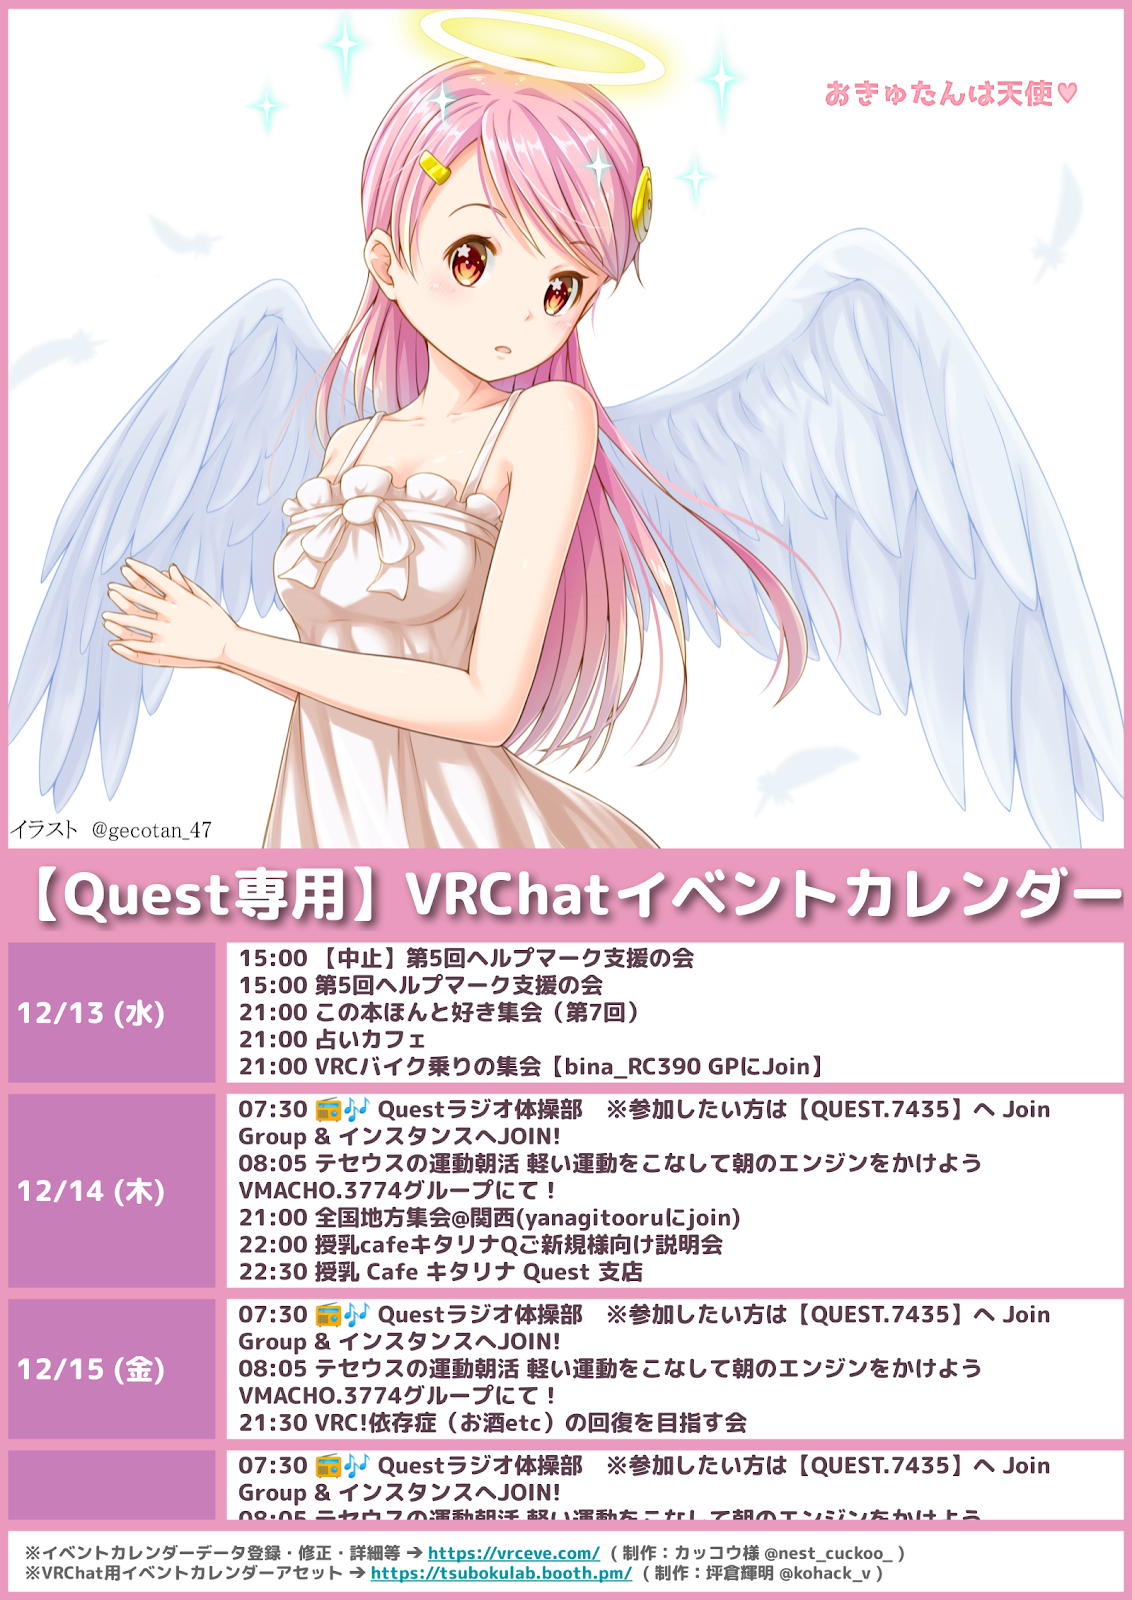 おきゅたんは天使♥
イラスト @gecotan_47
【Quest専用】VRChatイベントカレンダー
12/13 (水)
15:00 【中止】第5回ヘルプマーク支援の会
15:00 第5回ヘルプマーク支援の会
21:00 この本ほんと好き集会（第7回）
21:00 占いカフェ
21:00 VRCバイク乗りの集会【bina_RC390 GPにJoin】
12/14 (木)
07:30 📻🎶 Questラジオ体操部　※参加したい方は【QUEST.7435】へ Join
Group & インスタンスへJOIN!
08:05 テセウスの運動朝活 軽い運動をこなして朝のエンジンをかけよう
VMACHO.3774グループにて！
21:00 全国地方集会@関西(yanagitooruにjoin)
22:00 授乳cafeキタリナQご新規様向け説明会
22:30 授乳 Cafe キタリナ Quest 支店
12/15 (金)
07:30 📻🎶 Questラジオ体操部　※参加したい方は【QUEST.7435】へ Join
Group & インスタンスへJOIN!
08:05 テセウスの運動朝活 軽い運動をこなして朝のエンジンをかけよう
VMACHO.3774グループにて！
21:30 VRC!依存症（お酒etc）の回復を目指す会
07:30 📻🎶 Questラジオ体操部　※参加したい方は【QUEST.7435】へ Join
Group & インスタンスへJOIN!
08:05 テセウスの運動朝活 軽い運動をこなして朝のエンジンをかけよう
※イベントカレンダーデータ登録・修正・詳細等 ➔ https://vrceve.com/ ( 制作：カッコウ様 @nest_cuckoo_ )
※VRChat用イベントカレンダーアセット ➔ https://tsubokulab.booth.pm/ ( 制作：坪倉輝明 @kohack_v )